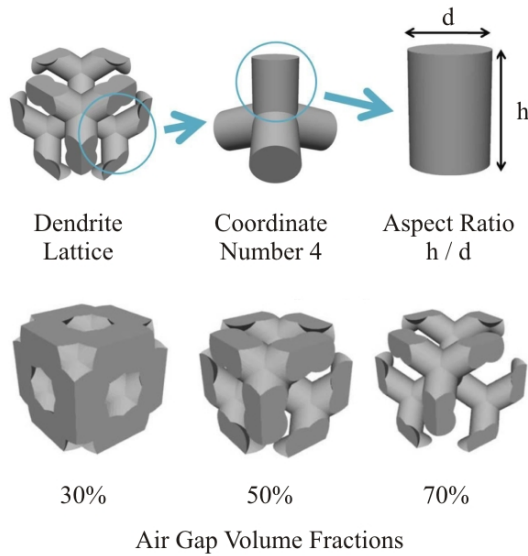 d
h
Dendrite
Lattice
Coordinate
Number 4
Aspect Ratio
h / d
30%
50%
70%
Air Gap Volume Fractions